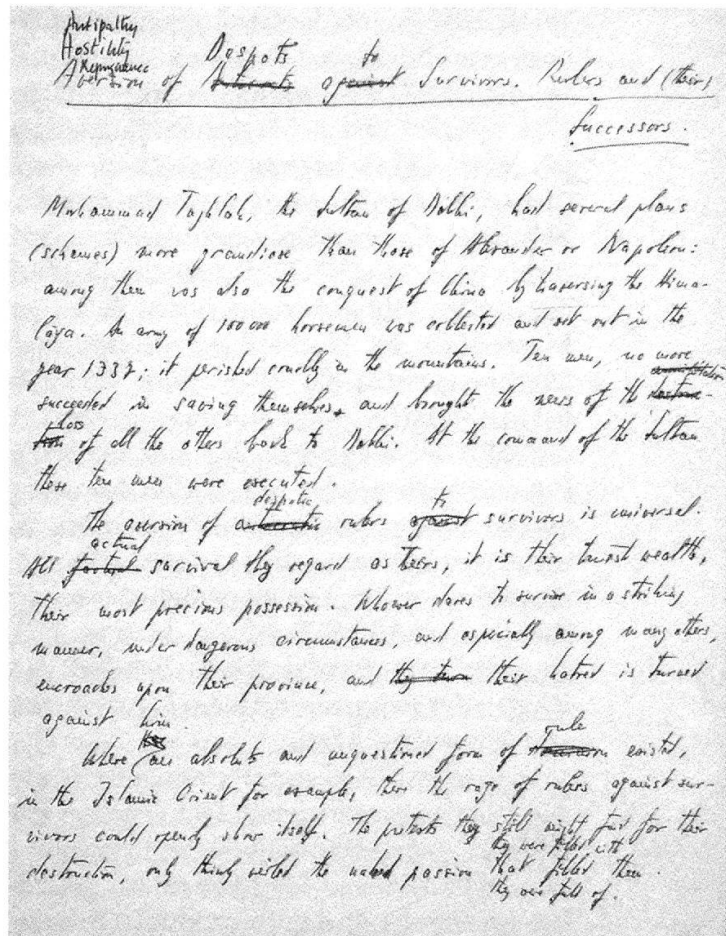 Antipathy
Hostility
Repugnance Despots to
Aversion of against Survivors. Rulers and (their)
Successors.
Mohammad Taghlak, the Sultan of Delhi, had several plans
(schemes) more grandiose than those of Alexander or Napoleon:
among them was also the conquest of China by traversing the Hima-
laya. An army of 100 000 horsemen was collected and set out in the
year 1337; it perished cruelly in the mountains. Ten men, no more
succeeded in saving themselves, and brought the news of the destruc-
tion loss of all the others back to Delhi. At the command of the Sultan
these ten men were executed.
despotic to
The aversion of autocratic rulers against survivors is universal.
actual
All factual survival they regard as theirs, it is their truest wealth,
their most precious possession. Whoever dares to survive in a striking
manner, under dangerous circumstances, and especially among many others,
encroaches upon their province, and they turn their hatred is turned
against him.
rule
Where an absolute and unquestioned form of existed,
in the Islamic Orient for example, there the rage of rulers against sur-
vivors could openly show itself. The pretexts they still might find for their
they were filled with
destruction, only thinly veiled the naked passion that filled them.
they were full of.